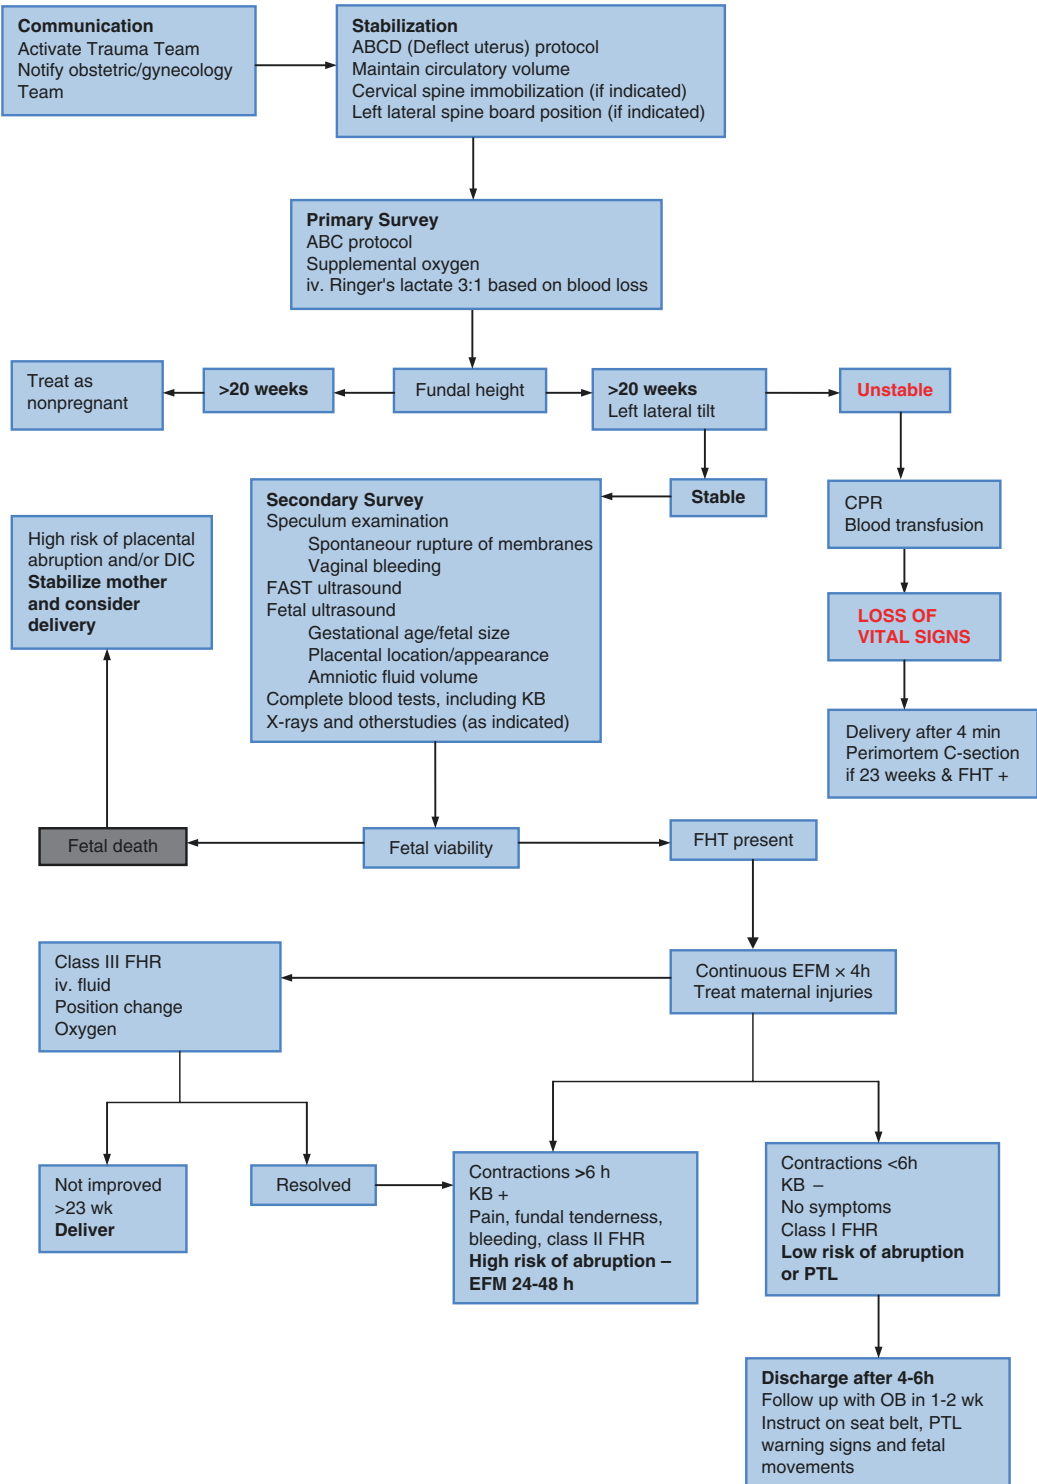 Communication
Activate Trauma Team
Notify obstetric/gynecology
Team
Stabilization
ABCD (Deflect uterus) protocol
Maintain circulatory volume
Cervical spine immobilization (if indicated)
Left lateral spine board position (if indicated)
Primary Survey
ABC protocol
Supplemental oxygen
iv. Ringer's lactate 3:1 based on blood loss
Treat as
nonpregnant
>20 weeks
Fundal height
>20 weeks
Left lateral tilt
Unstable
Stable
CPR
Blood transfusion
LOSS OF
VITAL SIGNS
Delivery after 4 min
Perimortem C-section
if 23 weeks & FHT +
Secondary Survey
Speculum examination
Spontaneour rupture of membranes
Vaginal bleeding
FAST ultrasound
Fetal ultrasound
Gestational age/fetal size
Placental location/appearance
Amniotic fluid volume
Complete blood tests, including KB
X-rays and otherstudies (as indicated)
High risk of placental
abruption and/or DIC
Stabilize mother
and consider
delivery
Fetal death
Fetal viability
FHT present
Class III FHR
iv. fluid
Position change
Oxygen
Continuous EFM × 4h
Treat maternal injuries
Not improved
>23 wk
Deliver
Resolved
Contractions >6 h
KB +
Pain, fundal tenderness,
bleeding, class II FHR
High risk of abruption –
EFM 24-48 h
Contractions <6h
KB –
No symptoms
Class I FHR
Low risk of abruption
or PTL
Discharge after 4-6h
Follow up with OB in 1-2 wk
Instruct on seat belt, PTL
warning signs and fetal
movements